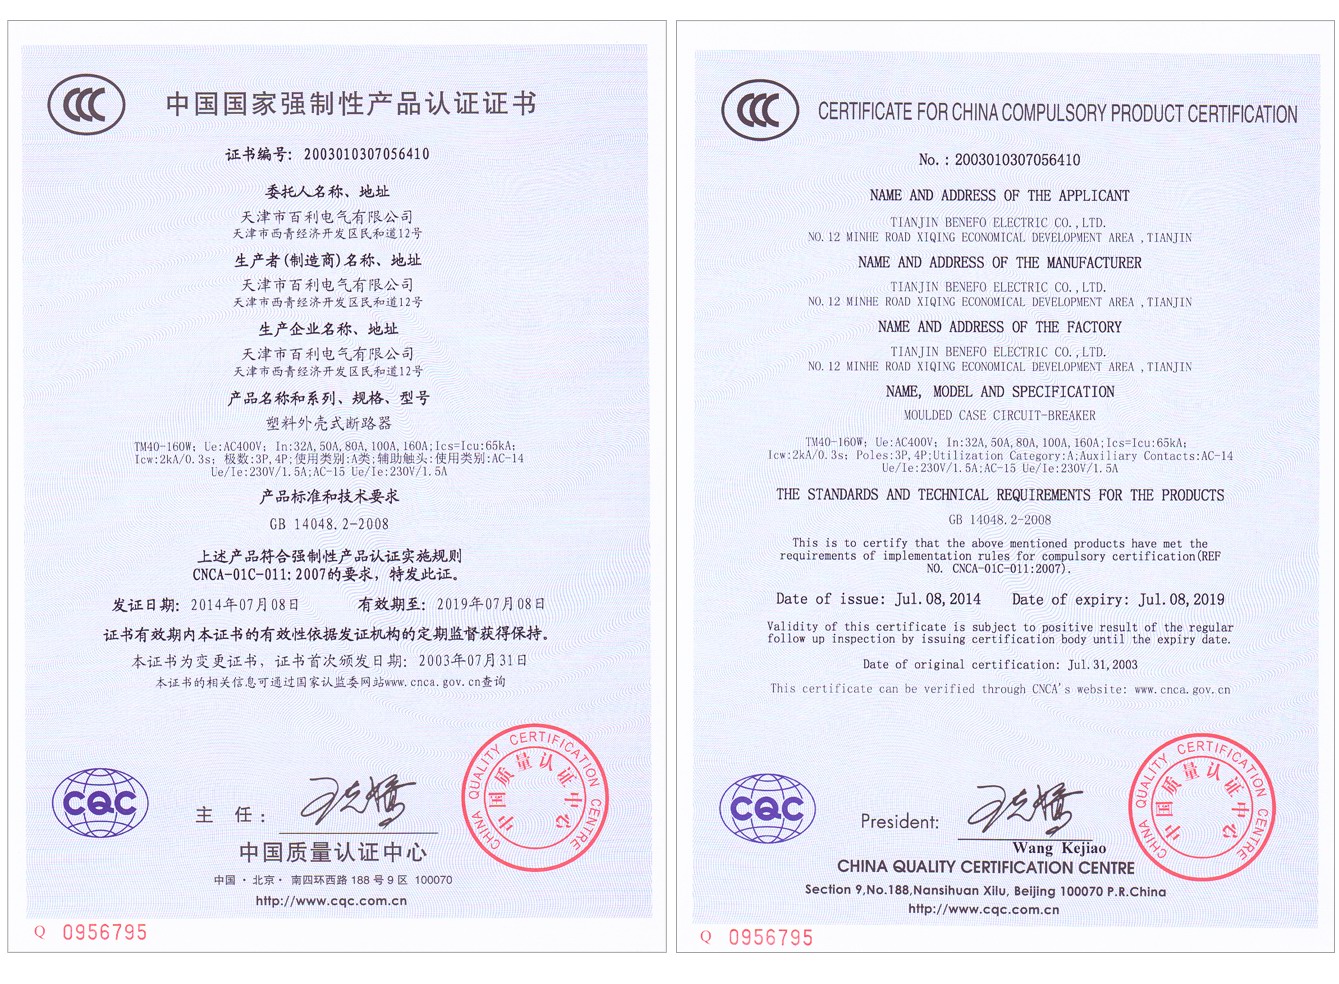 中国国家强制性产品认证证书
证书编号: 2003010307056410
委托人名称、地址
天津市百利电气有限公司
天津市西青经济开发区民和道12号
生产者(制造商)名称、地址
天津市百利电气有限公司
天津市西青经济开发区民和道12号
生产企业名称、地址
天津市百利电气有限公司
天津市西青经济开发区民和道12号
产品名称和系列、规格、型号
塑料外壳式断路器
TM40-160W; Ue:AC400V; In:32A,50A,80A,100A,160A;Ics=Icu:65kA;
Icw:2kA/0.3s; 极数:3P,4P;使用类别:A类;辅助触头:使用类别:AC-14
Ue/Ie:230V/1.5A;AC-15 Ue/Ie:230V/1.5A
产品标准和技术要求
GB 14048.2-2008
上述产品符合强制性产品认证实施规则
CNCA-01C-011:2007的要求, 特发此证。
发证日期: 2014年07月08日 有效期至: 2019年07月08日
证书有效期内本证书的有效性依据发证机构的定期监督获得保持。
本证书为变更证书, 证书首次颁发日期: 2003年07月31日
本证书的相关信息可通过国家认监委网站www.cnca.gov.cn查询
CQC
主 任:
CHINA QUALITY CERTIFICATION CENTRE
中国质量认证中心
中国质量认证中心
中国·北京· 南四环西路188号9区 100070
http://www.cqc.com.cn
Q 0956795
CERTIFICATE FOR CHINA COMPULSORY PRODUCT CERTIFICATION
No.: 2003010307056410
NAME AND ADDRESS OF THE APPLICANT
TIANJIN BENEFO ELECTRIC CO.,LTD.
NO.12 MINHE ROAD XIQING ECONOMICAL DEVELOPMENT AREA ,TIANJIN
NAME AND ADDRESS OF THE MANUFACTURER
TIANJIN BENEFO ELECTRIC CO.,LTD.
NO.12 MINHE ROAD XIQING ECONOMICAL DEVELOPMENT AREA ,TIANJIN
NAME AND ADDRESS OF THE FACTORY
TIANJIN BENEFO ELECTRIC CO.,LTD.
NO.12 MINHE ROAD XIQING ECONOMICAL DEVELOPMENT AREA ,TIANJIN
NAME, MODEL AND SPECIFICATION
MOULDED CASE CIRCUIT-BREAKER
TM40-160W; Ue:AC400V; In:32A,50A,80A,100A,160A;Ics=Icu:65kA;
Icw:2kA/0.3s; Poles:3P,4P;Utilization Category:A;Auxiliary Contacts:AC-14
Ue/Ie:230V/1.5A;AC-15 Ue/Ie:230V/1.5A
THE STANDARDS AND TECHNICAL REQUIREMENTS FOR THE PRODUCTS
GB 14048.2-2008
This is to certify that the above mentioned products have met the
requirements of implementation rules for compulsory certification(REF
NO. CNCA-01C-011:2007).
Date of issue: Jul.08,2014 Date of expiry: Jul.08,2019
Validity of this certificate is subject to positive result of the regular
follow up inspection by issuing certification body until the expiry date.
Date of original certification: Jul.31,2003
This certificate can be verified through CNCA's website: www.cnca.gov.cn
CQC
President:
Wang Kejiao
CHINA QUALITY CERTIFICATION CENTRE
中国质量认证中心
CHINA QUALITY CERTIFICATION CENTRE
Section 9,No.188,Nansihuan Xilu, Beijing 100070 P.R.China
http://www.cqc.com.cn
Q 0956795